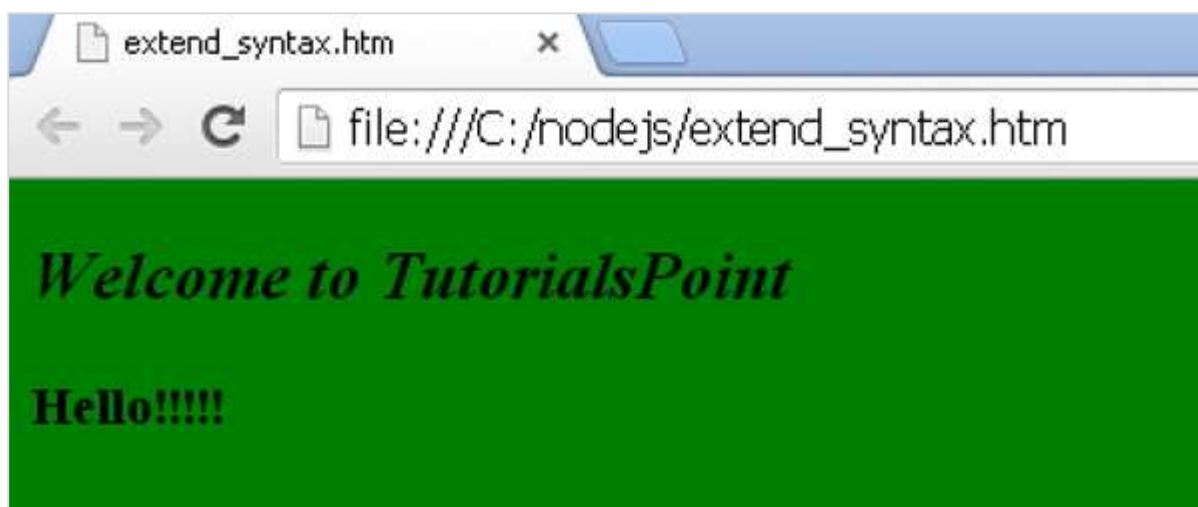 extend_syntax.htm
file:///C:/nodejs/extend_syntax.htm
Welcome to TutorialsPoint
Hello!!!!!